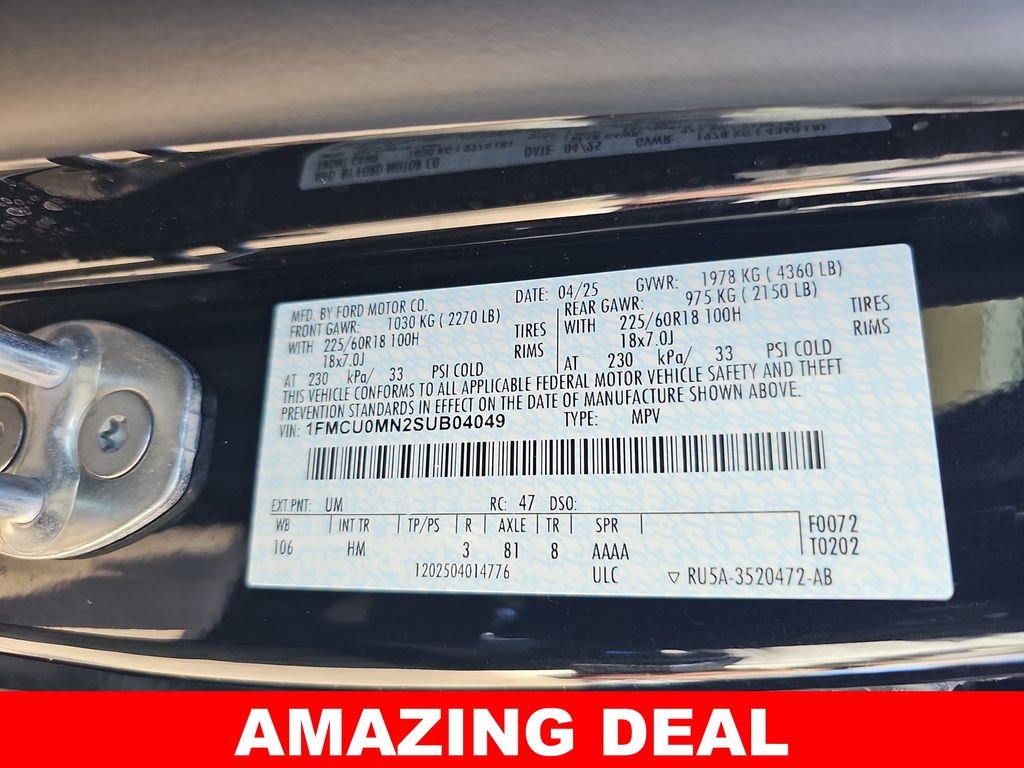 MFD. BY FORD MOTOR CO. DATE: 04/25 GVWR: 1978 KG ( 4360 LB)
FRONT GAWR: 1030 KG ( 2270 LB) REAR GAWR: 975 KG ( 2150 LB)
WITH 225/60R18 100H TIRES WITH 225/60R18 100H TIRES
18x7.0J RIMS 18x7.0J RIMS
AT 230 kPa/ 33 PSI COLD AT 230 kPa/ 33 PSI COLD
THIS VEHICLE CONFORMS TO ALL APPLICABLE FEDERAL MOTOR VEHICLE SAFETY AND THEFT
PREVENTION STANDARDS IN EFFECT ON THE DATE OF MANUFACTURE SHOWN ABOVE.
VIN: 1FMCU0MN2SUB04049 TYPE: MPV
EXT PNT: UM RC: 47 DSO:
WB INT TR TP/PS R AXLE TR SPR F0072
106 HM 3 81 8 AAAA T0202
1202504014776 ULC ▽ RU5A-3520472-AB
AMAZING DEAL